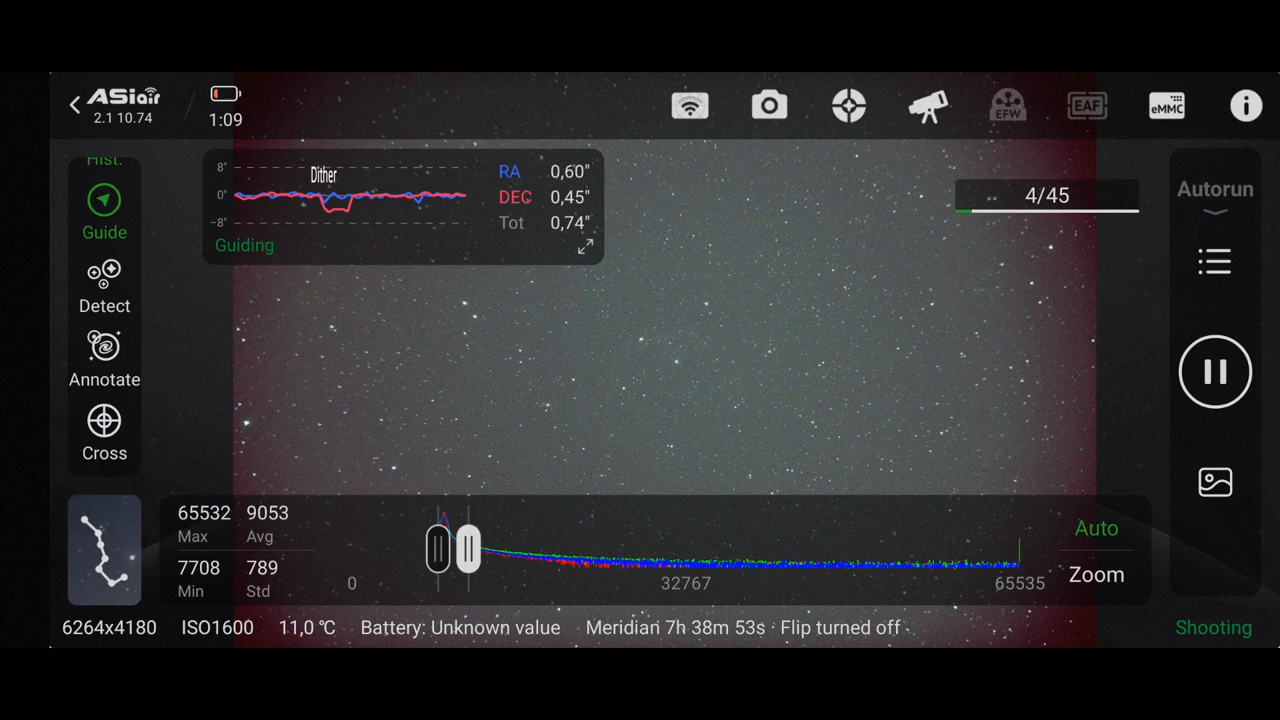 ASiair
2.1 10.74
1:09
EFW
EAF
eMMC
Hist.
Guide
Detect
Annotate
Cross
8"
0"
-8"
Dither
RA 0,60"
DEC 0,45"
Tot 0,74"
Guiding
4/45
Autorun
65532 9053
Max Avg
7708 789
Min Std
0 32767 65535
Auto
Zoom
6264x4180 ISO1600 11,0 ℃ Battery: Unknown value Meridian 7h 38m 53s · Flip turned off
Shooting